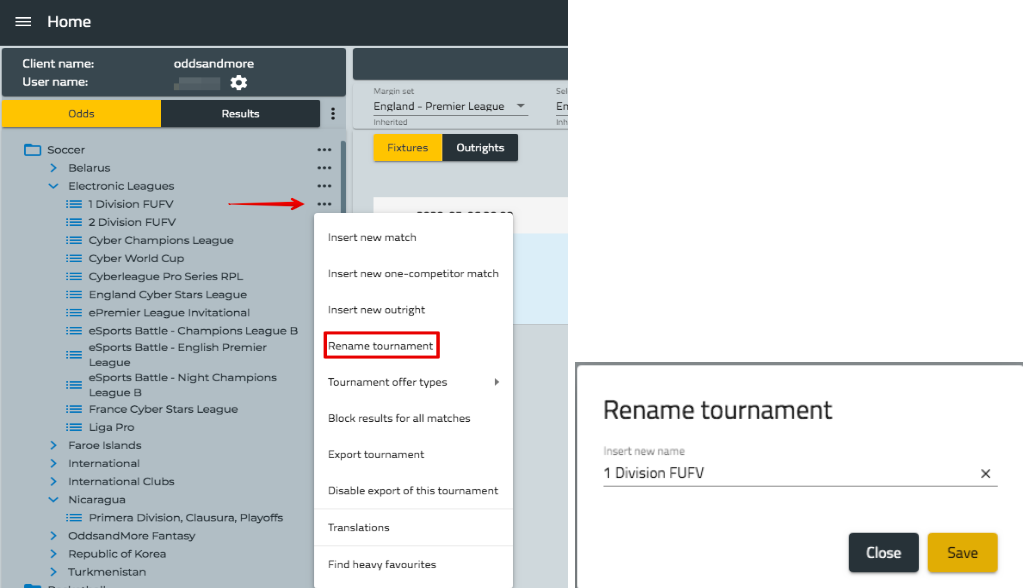 Home
Client name:
oddsandmore
User name:
Odds
Results
Soccer
Belarus
Electronic Leagues
1 Division FUFV
2 Division FUFV
Cyber Champions League
Cyber World Cup
Cyberleague Pro Series RPL
England Cyber Stars League
ePremier League Invitational
eSports Battle - Champions League B
eSports Battle - English Premier
League
eSports Battle - Night Champions
League B
France Cyber Stars League
Liga Pro
Faroe Islands
International
International Clubs
Nicaragua
Primera Division, Clausura, Playoffs
OddsandMore Fantasy
Republic of Korea
Turkmenistan
Margin set
England - Premier League
Inherited
Fixtures
Outrights
Insert new match
Insert new one-competitor match
Insert new outright
Rename tournament
Tournament offer types
Block results for all matches
Export tournament
Disable export of this tournament
Translations
Find heavy favourites
Rename tournament
Insert new name
1 Division FUFV
Close
Save